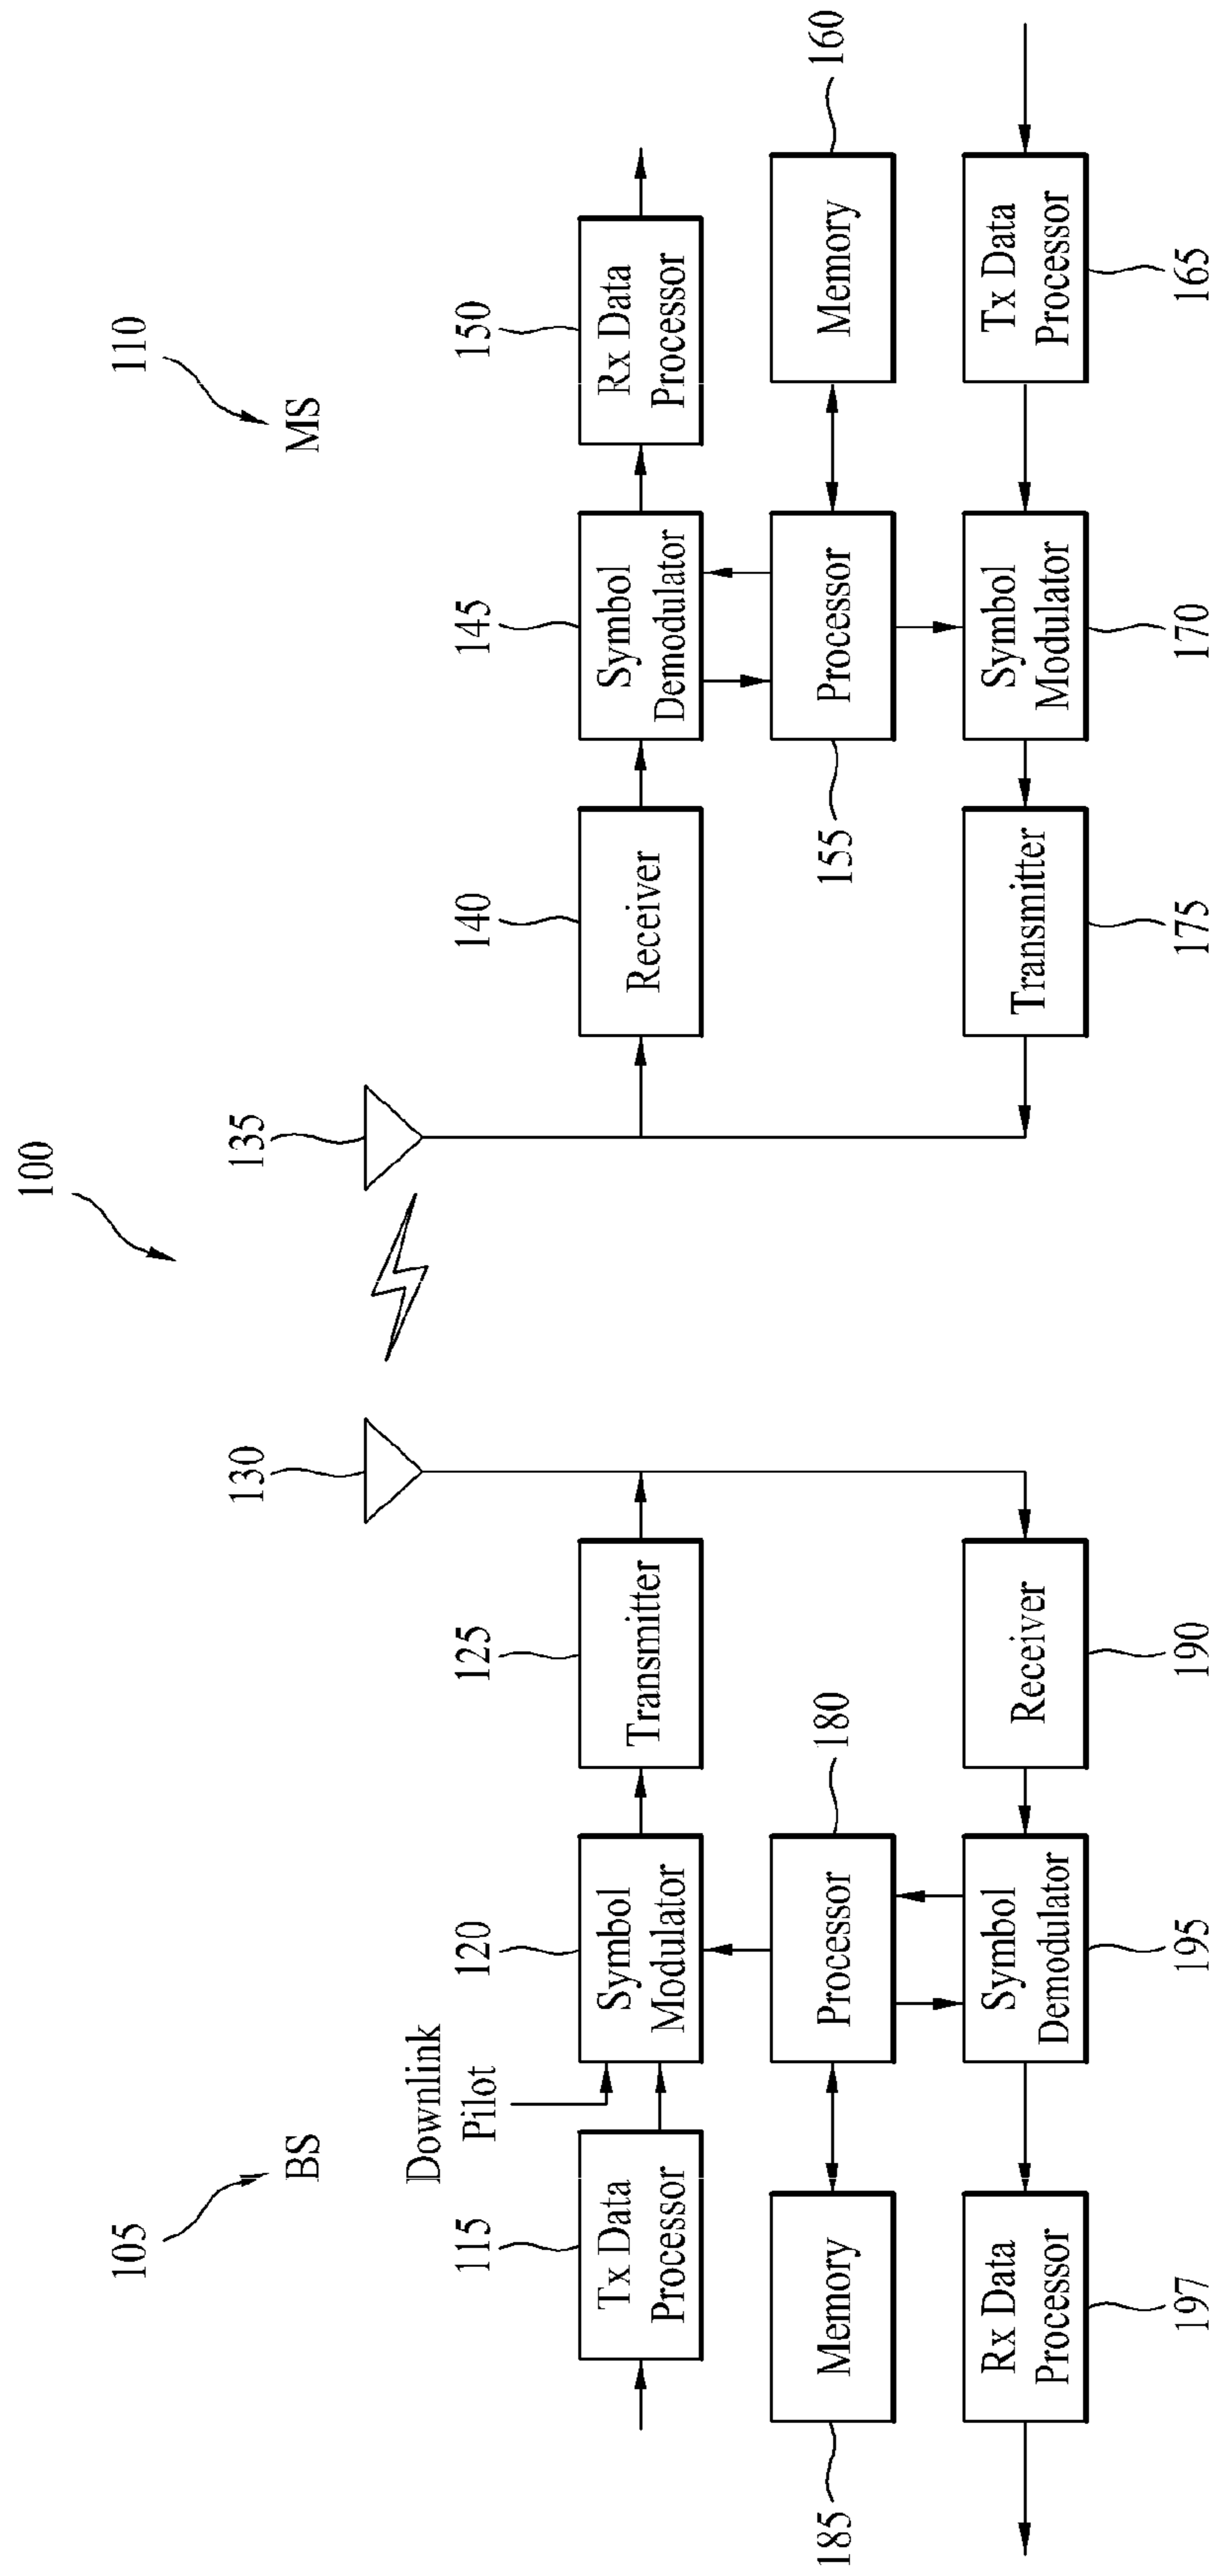 100
105
BS
110
MS
130
135
Downlink
Pilot
115
Tx Data
Processor
120
Symbol
Modulator
125
Transmitter
140
Receiver
145
Symbol
Demodulator
150
Rx Data
Processor
185
Memory
180
Processor
155
Processor
160
Memory
197
Rx Data
Processor
195
Symbol
Demodulator
190
Receiver
175
Transmitter
170
Symbol
Modulator
165
Tx Data
Processor